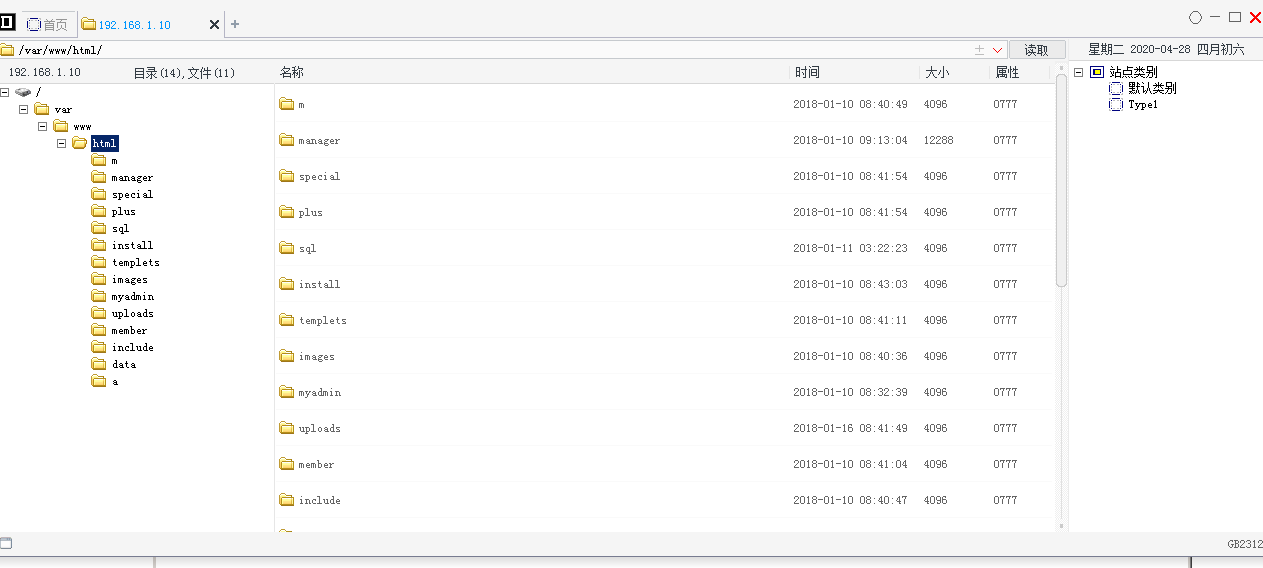 首页 192.168.1.10
/var/www/html/ 读取 星期二 2020-04-28 四月初六
192.168.1.10 目录(14),文件(11) 名称 时间 大小 属性
/
var
www
html
m
manager
special
plus
sql
install
templets
images
myadmin
uploads
member
include
data
a
m 2018-01-10 08:40:49 4096 0777
manager 2018-01-10 09:13:04 12288 0777
special 2018-01-10 08:41:54 4096 0777
plus 2018-01-10 08:41:54 4096 0777
sql 2018-01-11 03:22:23 4096 0777
install 2018-01-10 08:43:03 4096 0777
templets 2018-01-10 08:41:11 4096 0777
images 2018-01-10 08:40:36 4096 0777
myadmin 2018-01-10 08:32:39 4096 0777
uploads 2018-01-16 08:41:49 4096 0777
member 2018-01-10 08:41:04 4096 0777
include 2018-01-10 08:40:47 4096 0777
站点类别
默认类别
Type1
GB2312